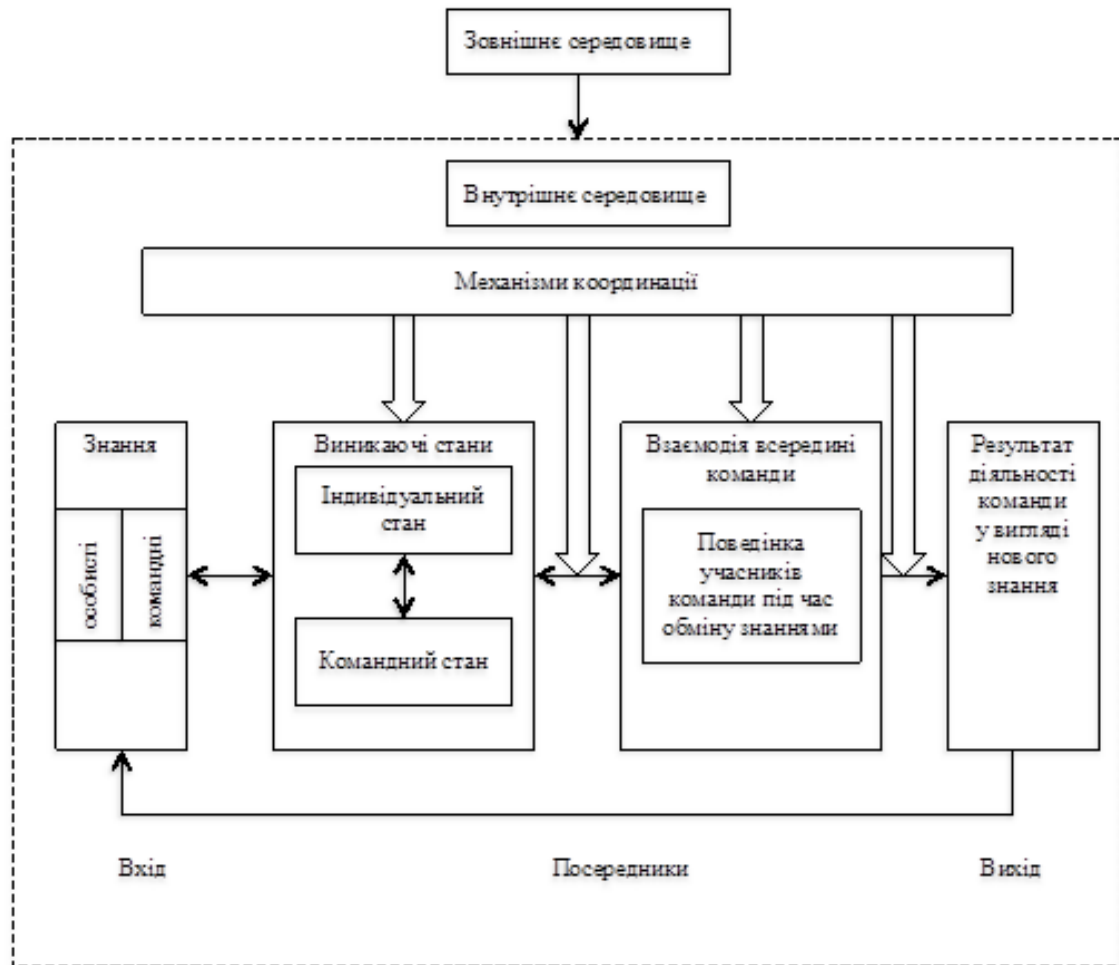 Зовнішнє середовище
Внутрішнє середовище
Механізми координації
Знання
особисті
командні
Виникаючі стани
Індивідуальний
стан
Командний стан
Взаємодія всередині
команди
Поведінка
учасників
команди під час
обміну знаннями
Результат
діяльності
команди
у вигляді
нового
знання
Вхід
Посередники
Вихід